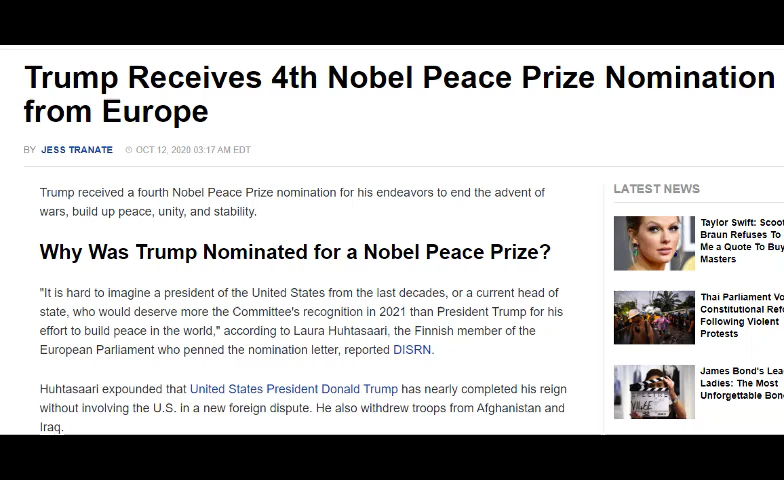 Trump Receives 4th Nobel Peace Prize Nomination
from Europe
BY JESS TRANATE OCT 12, 2020 03:17 AM EDT
Trump received a fourth Nobel Peace Prize nomination for his endeavors to end the advent of
wars, build up peace, unity, and stability.
Why Was Trump Nominated for a Nobel Peace Prize?
"It is hard to imagine a president of the United States from the last decades, or a current head of
state, who would deserve more the Committee's recognition in 2021 than President Trump for his
effort to build peace in the world," according to Laura Huhtasaari, the Finnish member of the
European Parliament who penned the nomination letter, reported DISRN.
Huhtasaari expounded that United States President Donald Trump has nearly completed his reign
without involving the U.S. in a new foreign dispute. He also withdrew troops from Afghanistan and
Iraq.
LATEST NEWS
Taylor Swift: Scoot
Braun Refuses To
Me a Quote To Buy
Masters
Thai Parliament Vo
Constitutional Refo
Following Violent
Protests
James Bond's Lea
Ladies: The Most
Unforgettable Bon